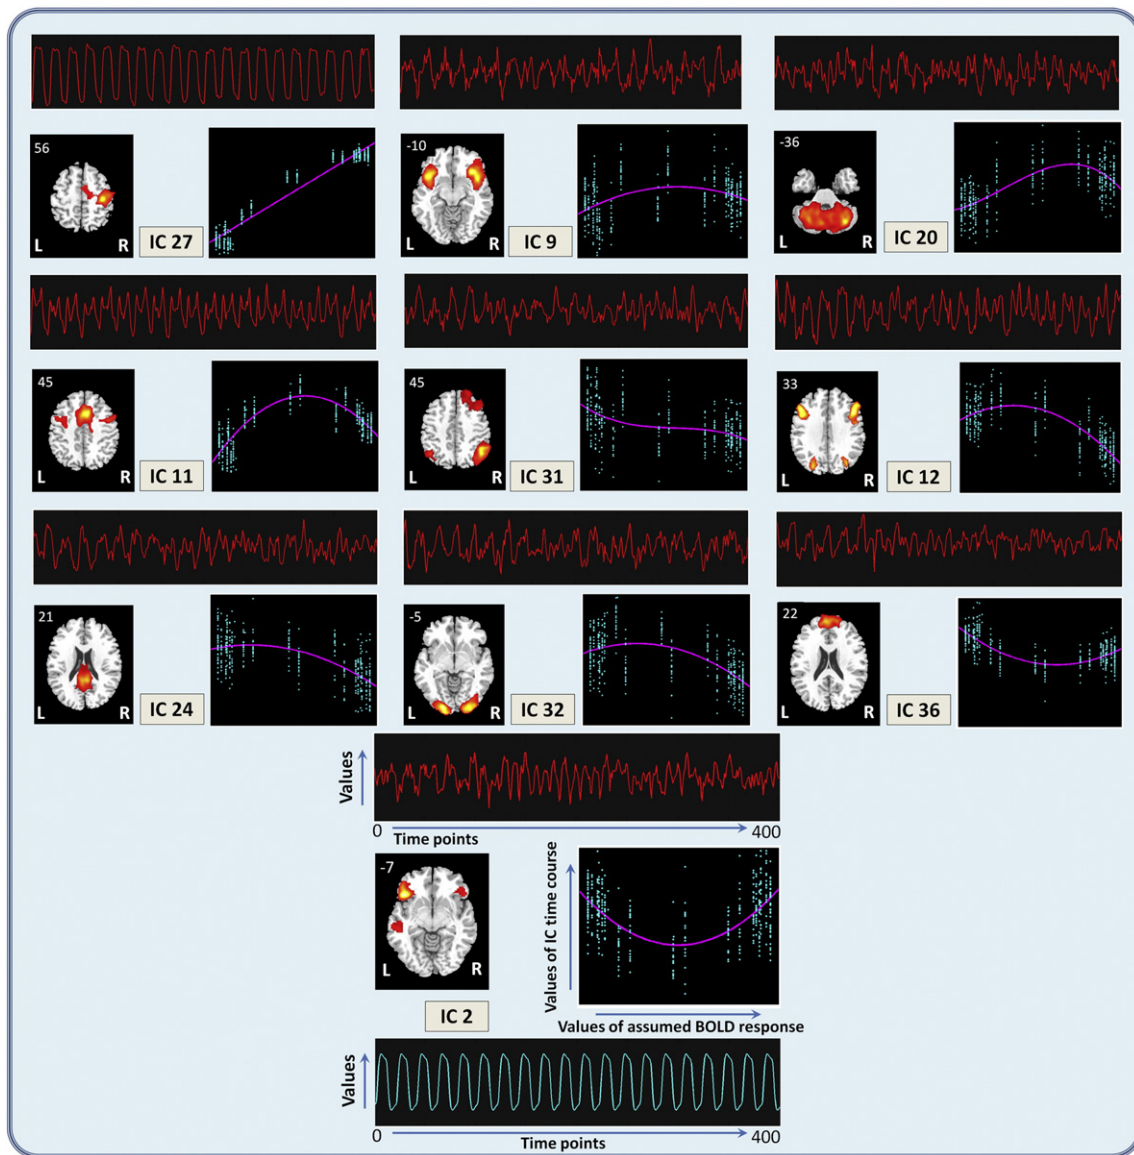 56
L
R
IC 27
-10
L
R
IC 9
-36
L
R
IC 20
45
L
R
IC 11
45
L
R
IC 31
33
L
R
IC 12
21
L
R
IC 24
-5
L
R
IC 32
22
L
R
IC 36
Values
0
Time points
400
-7
L
R
IC 2
Values of IC time course
Values of assumed BOLD response
Values
0
Time points
400